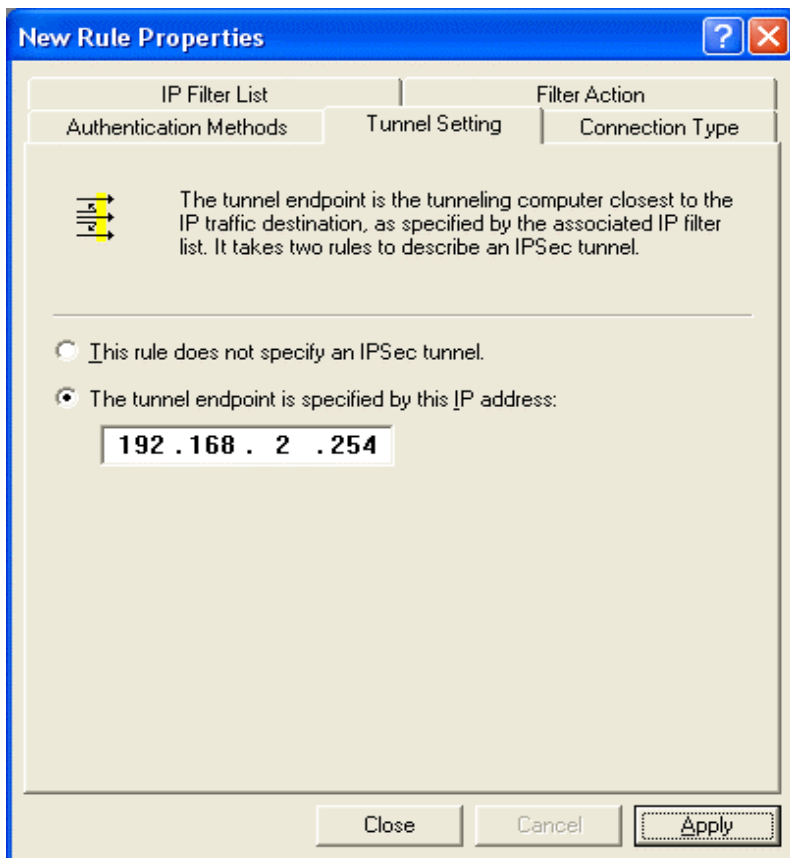 New Rule Properties
IP Filter List
Filter Action
Authentication Methods
Tunnel Setting
Connection Type
The tunnel endpoint is the tunneling computer closest to the
IP traffic destination, as specified by the associated IP filter
list. It takes two rules to describe an IPSec tunnel.
This rule does not specify an IPSec tunnel.
The tunnel endpoint is specified by this IP address:
192 . 168 . 2 . 254
Close
Cancel
Apply